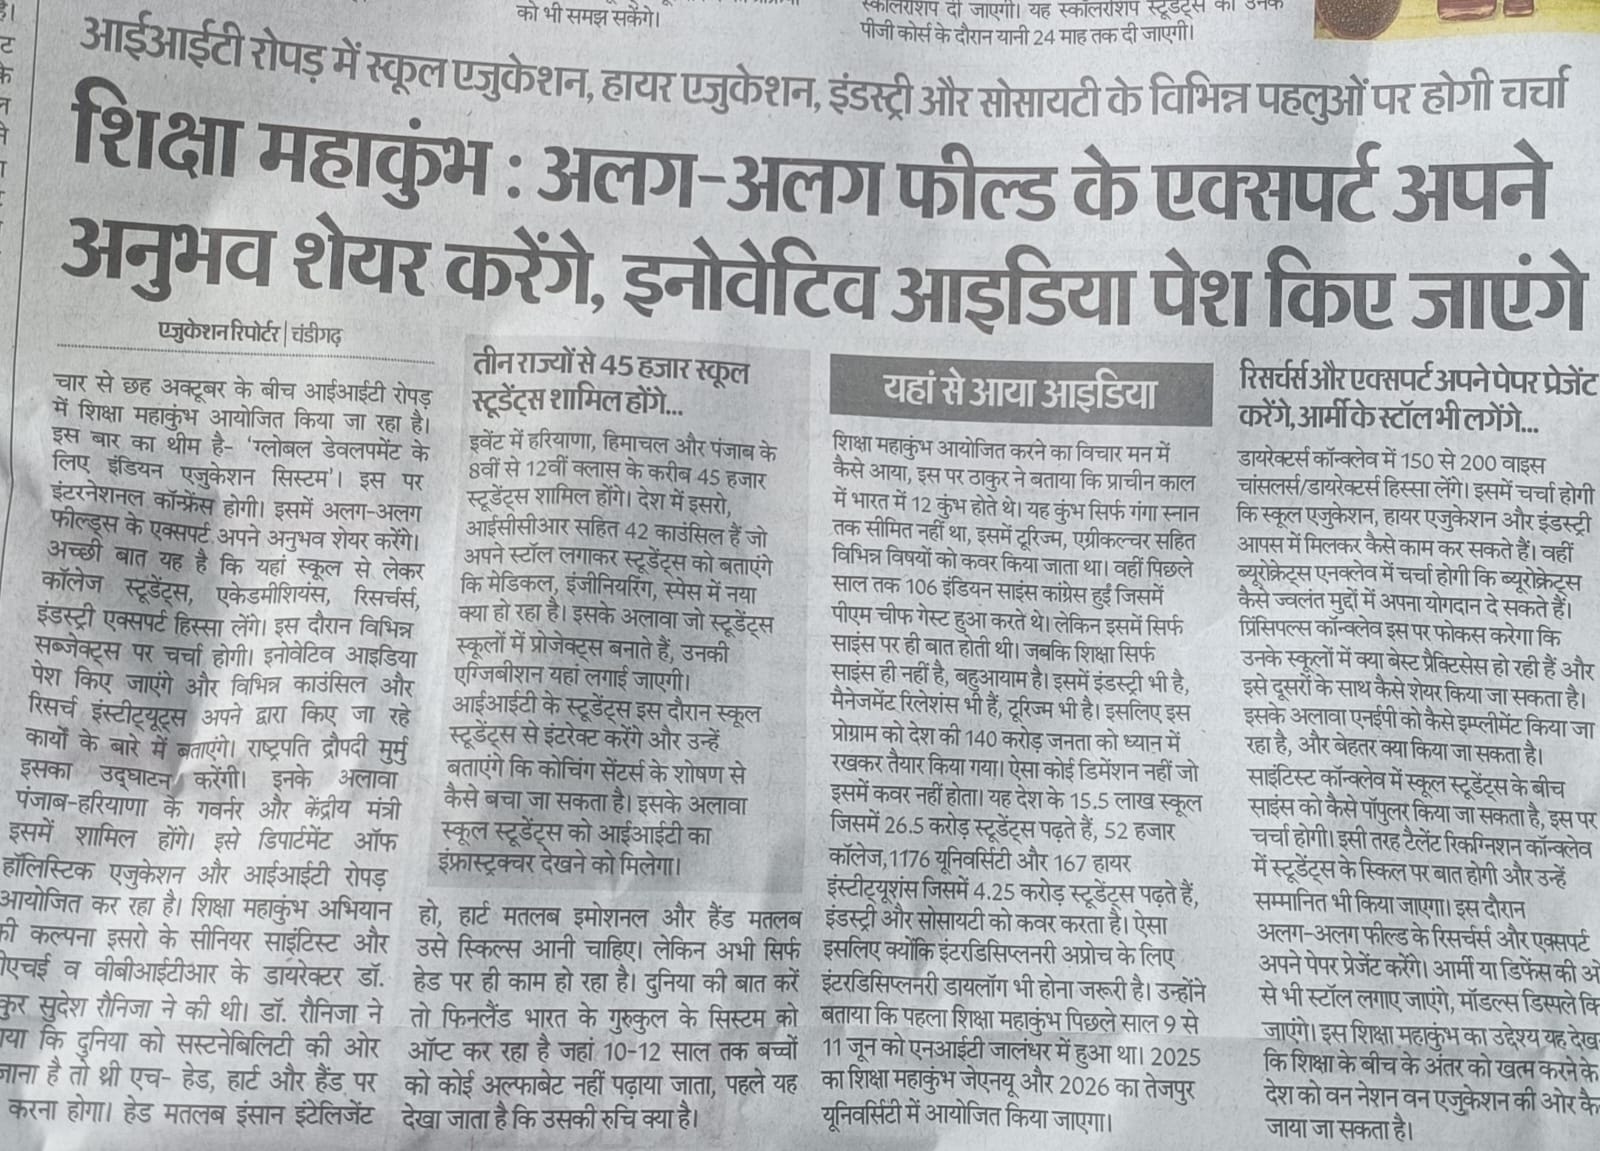 को भी समझ सकेंगे।
स्कॉलरशिप दी जाएगी। यह स्कॉलरशिप स्टूडेंट्स को उनके
पीजी कोर्स के दौरान यानी 24 माह तक दी जाएगी।
आईआईटी रोपड़ में स्कूल एजुकेशन, हायर एजुकेशन, इंडस्ट्री और सोसायटी के विभिन्न पहलुओं पर होगी चर्चा
शिक्षा महाकुंभ : अलग-अलग फील्ड के एक्सपर्ट अपने
अनुभव शेयर करेंगे, इनोवेटिव आइडिया पेश किए जाएंगे
एजुकेशन रिपोर्टर | चंडीगढ़
चार से छह अक्टूबर के बीच आईआईटी रोपड़
में शिक्षा महाकुंभ आयोजित किया जा रहा है।
इस बार का थीम है- 'ग्लोबल डेवलपमेंट के
लिए इंडियन एजुकेशन सिस्टम'। इस पर
इंटरनेशनल कॉन्फ्रेंस होगी। इसमें अलग-अलग
फील्ड्स के एक्सपर्ट अपने अनुभव शेयर करेंगे।
अच्छी बात यह है कि यहां स्कूल से लेकर
कॉलेज स्टूडेंट्स, एकेडमीशियंस, रिसर्चर्स,
इंडस्ट्री एक्सपर्ट हिस्सा लेंगे। इस दौरान विभिन्न
सब्जेक्ट्स पर चर्चा होगी। इनोवेटिव आइडिया
पेश किए जाएंगे और विभिन्न काउंसिल और
रिसर्च इंस्टीट्यूट्स अपने द्वारा किए जा रहे
कार्यों के बारे में बताएंगे। राष्ट्रपति द्रौपदी मुर्मु
इसका उद्घाटन करेंगी। इनके अलावा
पंजाब-हरियाणा के गवर्नर और केंद्रीय मंत्री
इसमें शामिल होंगे। इसे डिपार्टमेंट ऑफ
हॉलिस्टिक एजुकेशन और आईआईटी रोपड़
आयोजित कर रहा है। शिक्षा महाकुंभ अभियान
की कल्पना इसरो के सीनियर साइंटिस्ट और
व वीबीआईटीआर के डायरेक्टर डॉ.
सुदेश रौनिजा ने की थी। डॉ. रौनिजा ने
कि दुनिया को सस्टनेबिलिटी की ओर
जाना है तो थ्री एच- हेड, हार्ट और हैंड पर
करना होगा। हेड मतलब इंसान इंटेलिजेंट
तीन राज्यों से 45 हजार स्कूल
स्टूडेंट्स शामिल होंगे...
इवेंट में हरियाणा, हिमाचल और पंजाब के
8वीं से 12वीं क्लास के करीब 45 हजार
स्टूडेंट्स शामिल होंगे। देश में इसरो,
आईसीसीआर सहित 42 काउंसिल हैं जो
अपने स्टॉल लगाकर स्टूडेंट्स को बताएंगे
कि मेडिकल, इंजीनियरिंग, स्पेस में नया
क्या हो रहा है। इसके अलावा जो स्टूडेंट्स
स्कूलों में प्रोजेक्ट्स बनाते हैं, उनकी
एग्जिबीशन यहां लगाई जाएगी।
आईआईटी के स्टूडेंट्स इस दौरान स्कूल
स्टूडेंट्स से इंटरेक्ट करेंगे और उन्हें
बताएंगे कि कोचिंग सेंटर्स के शोषण से
कैसे बचा जा सकता है। इसके अलावा
स्कूल स्टूडेंट्स को आईआईटी का
इंफ्रास्ट्रक्चर देखने को मिलेगा।
हो, हार्ट मतलब इमोशनल और हैंड मतलब
उसे स्किल्स आनी चाहिए। लेकिन अभी सिर्फ
हेड पर ही काम हो रहा है। दुनिया की बात करें
तो फिनलैंड भारत के गुरुकुल के सिस्टम को
ऑप्ट कर रहा है जहां 10-12 साल तक बच्चों
को कोई अल्फाबेट नहीं पढ़ाया जाता, पहले यह
देखा जाता है कि उसकी रुचि क्या है।
यहां से आया आइडिया
शिक्षा महाकुंभ आयोजित करने का विचार मन में
कैसे आया, इस पर ठाकुर ने बताया कि प्राचीन काल
में भारत में 12 कुंभ होते थे। यह कुंभ सिर्फ गंगा स्नान
तक सीमित नहीं था, इसमें टूरिज्म, एग्रीकल्चर सहित
विभिन्न विषयों को कवर किया जाता था। वहीं पिछले
साल तक 106 इंडियन साइंस कांग्रेस हुईं जिसमें
पीएम चीफ गेस्ट हुआ करते थे। लेकिन इसमें सिर्फ
साइंस पर ही बात होती थी। जबकि शिक्षा सिर्फ
साइंस ही नहीं है, बहुआयाम है। इसमें इंडस्ट्री भी है,
मैनेजमेंट रिलेशंस भी हैं, टूरिज्म भी है। इसलिए इस
प्रोग्राम को देश की 140 करोड़ जनता को ध्यान में
रखकर तैयार किया गया। ऐसा कोई डिमेंशन नहीं जो
इसमें कवर नहीं होता। यह देश के 15.5 लाख स्कूल
जिसमें 26.5 करोड़ स्टूडेंट्स पढ़ते हैं, 52 हजार
कॉलेज,1176 यूनिवर्सिटी और 167 हायर
इंस्टीट्यूशंस जिसमें 4.25 करोड़ स्टूडेंट्स पढ़ते हैं,
इंडस्ट्री और सोसायटी को कवर करता है। ऐसा
इसलिए क्योंकि इंटरडिसिप्लनरी अप्रोच के लिए
इंटरडिसिप्लनरी डायलॉग भी होना जरूरी है। उन्होंने
बताया कि पहला शिक्षा महाकुंभ पिछले साल 9 से
11 जून को एनआईटी जालंधर में हुआ था। 2025
का शिक्षा महाकुंभ जेएनयू और 2026 का तेजपुर
यूनिवर्सिटी में आयोजित किया जाएगा।
रिसर्चर्स और एक्सपर्ट अपने पेपर प्रेजेंट
करेंगे, आर्मी के स्टॉल भी लगेंगे...
डायरेक्टर्स कॉन्क्लेव में 150 से 200 वाइस
चांसलर्स/डायरेक्टर्स हिस्सा लेंगे। इसमें चर्चा होगी
कि स्कूल एजुकेशन, हायर एजुकेशन और इंडस्ट्री
आपस में मिलकर कैसे काम कर सकते हैं। वहीं
ब्यूरोक्रेट्स एनक्लेव में चर्चा होगी कि ब्यूरोक्रेट्स
कैसे ज्वलंत मुद्दों में अपना योगदान दे सकते हैं।
प्रिंसिपल्स कॉन्क्लेव इस पर फोकस करेगा कि
उनके स्कूलों में क्या बेस्ट प्रैक्टिसेस हो रही हैं और
इसे दूसरों के साथ कैसे शेयर किया जा सकता है।
इसके अलावा एनईपी को कैसे इम्प्लीमेंट किया जा
रहा है, और बेहतर क्या किया जा सकता है।
साइंटिस्ट कॉन्क्लेव में स्कूल स्टूडेंट्स के बीच
साइंस को कैसे पॉपुलर किया जा सकता है, इस पर
चर्चा होगी। इसी तरह टैलेंट रिकग्निशन कॉन्क्लेव
में स्टूडेंट्स के स्किल पर बात होगी और उन्हें
सम्मानित भी किया जाएगा। इस दौरान
अलग-अलग फील्ड के रिसर्चर्स और एक्सपर्ट
अपने पेपर प्रेजेंट करेंगे। आर्मी या डिफेंस की
से भी स्टॉल लगाए जाएंगे, मॉडल्स डिस्प्ले
जाएंगे। इस शिक्षा महाकुंभ का उद्देश्य यह
कि शिक्षा के बीच के अंतर को खत्म करने के
देश को वन नेशन वन एजुकेशन की ओर
जाया जा सकता है।